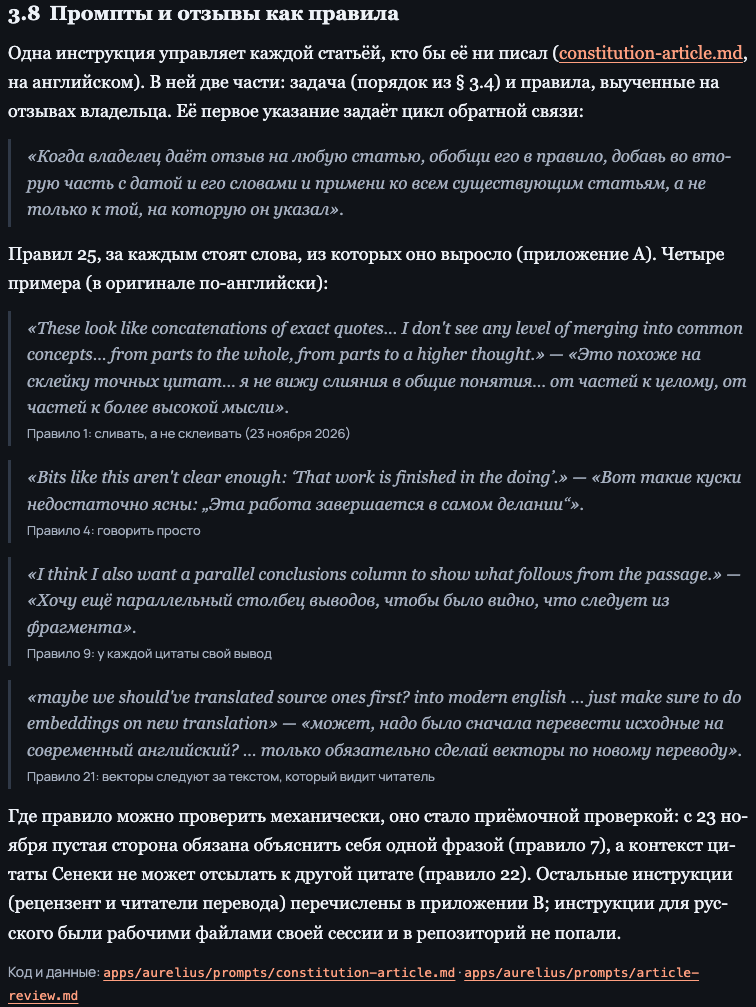 3.8 Промпты и отзывы как правила
Одна инструкция управляет каждой статьёй, кто бы её ни писал (constitution-article.md,
на английском). В ней две части: задача (порядок из § 3.4) и правила, выученные на
отзывах владельца. Её первое указание задаёт цикл обратной связи:
«Когда владелец даёт отзыв на любую статью, обобщи его в правило, добавь во вто-
рую часть с датой и его словами и примени ко всем существующим статьям, а не
только к той, на которую он указал».
Правил 25, за каждым стоят слова, из которых оно выросло (приложение A). Четыре
примера (в оригинале по-английски):
«These look like concatenations of exact quotes... I don't see any level of merging into common
concepts... from parts to the whole, from parts to a higher thought.» — «Это похоже на
склейку точных цитат... я не вижу слияния в общие понятия... от частей к целому, от
частей к более высокой мысли».
Правило 1: сливать, а не склеивать (23 ноября 2026)
«Bits like this aren't clear enough: ‘That work is finished in the doing’.» — «Вот такие куски
недостаточно ясны: „Эта работа завершается в самом делании“».
Правило 4: говорить просто
«I think I also want a parallel conclusions column to show what follows from the passage.» —
«Хочу ещё параллельный столбец выводов, чтобы было видно, что следует из
фрагмента».
Правило 9: у каждой цитаты свой вывод
«maybe we should've translated source ones first? into modern english ... just make sure to do
embeddings on new translation» — «может, надо было сначала перевести исходные на
современный английский? ... только обязательно сделай векторы по новому переводу».
Правило 21: векторы следуют за текстом, который видит читатель
Где правило можно проверить механически, оно стало приёмочной проверкой: с 23 но-
ября пустая сторона обязана объяснить себя одной фразой (правило 7), а контекст ци-
таты Сенеки не может отсылать к другой цитате (правило 22). Остальные инструкции
(рецензент и читатели перевода) перечислены в приложении B; инструкции для рус-
ского были рабочими файлами своей сессии и в репозиторий не попали.
Код и данные: apps/aurelius/prompts/constitution-article.md · apps/aurelius/prompts/article-
review.md